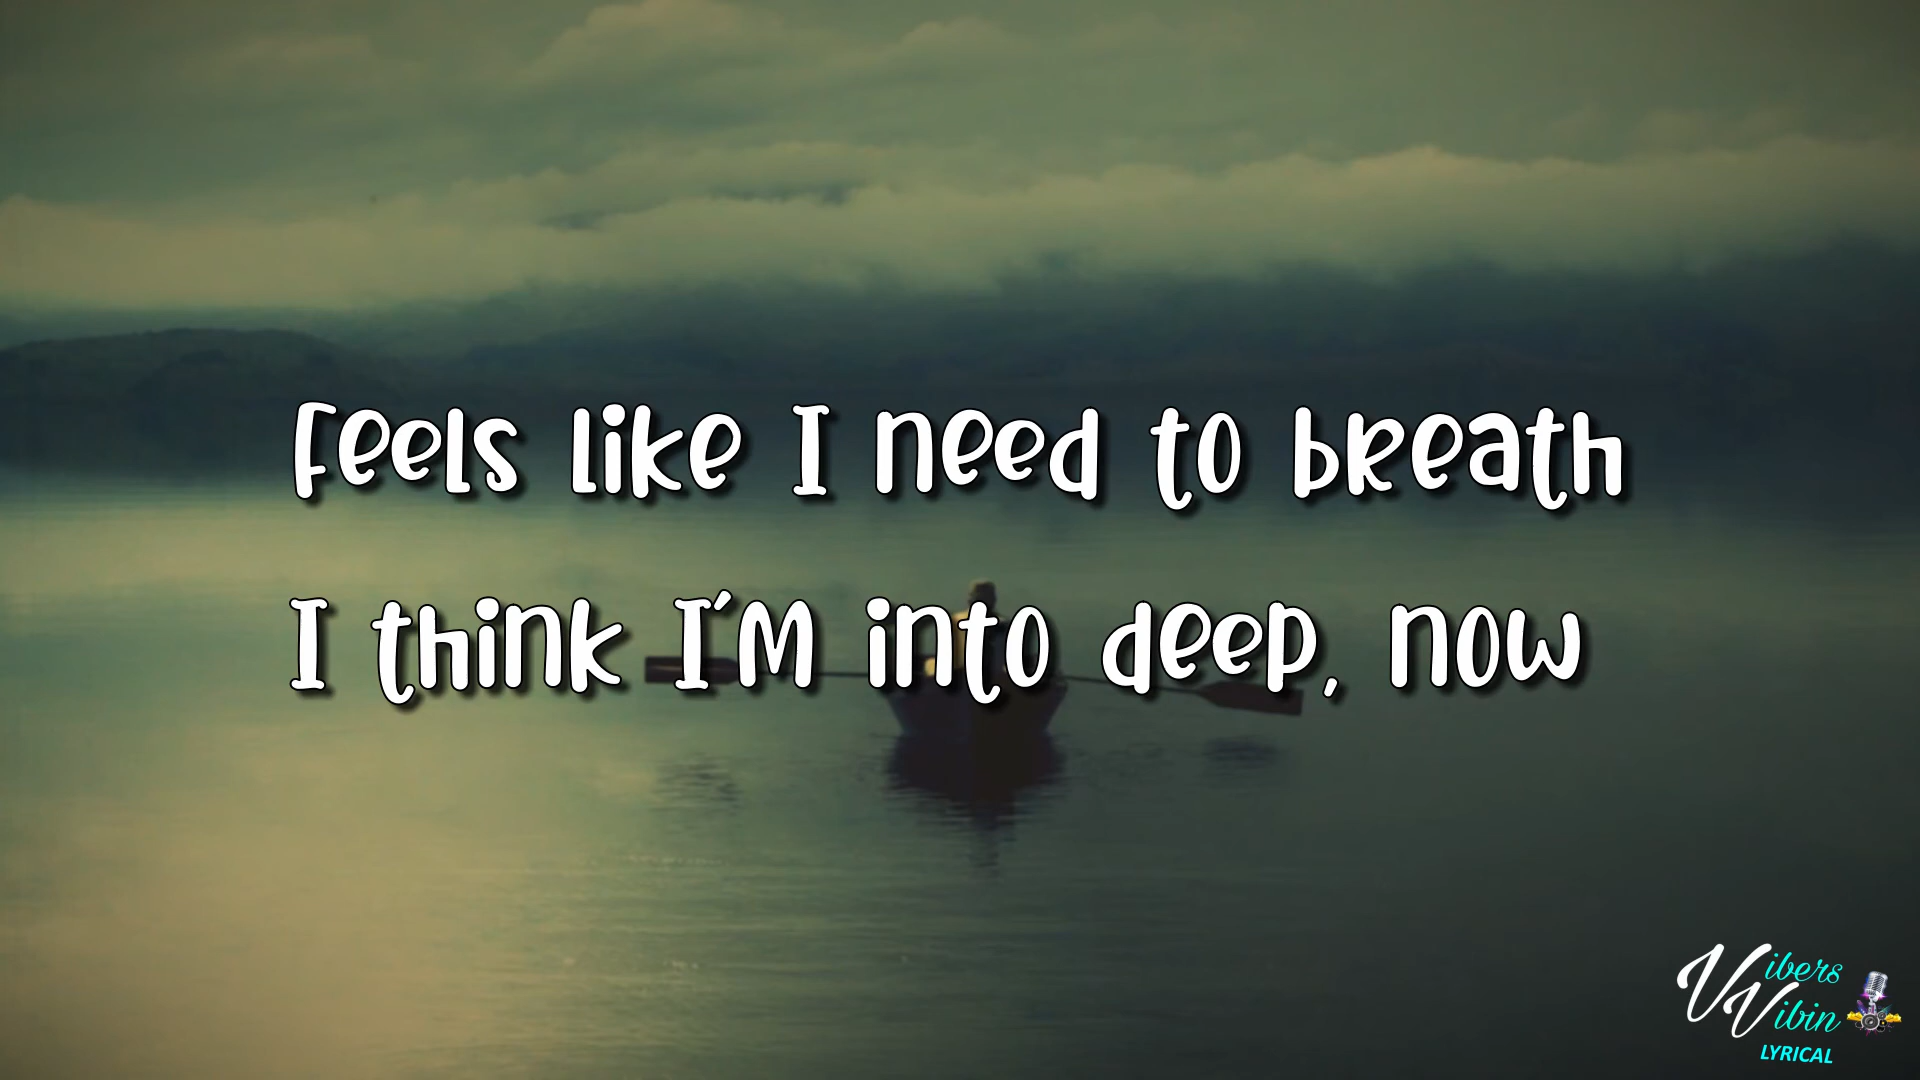 Feels like I need to breath
I think I'm into deep, now
Vibers
Vibin
LYRICAL